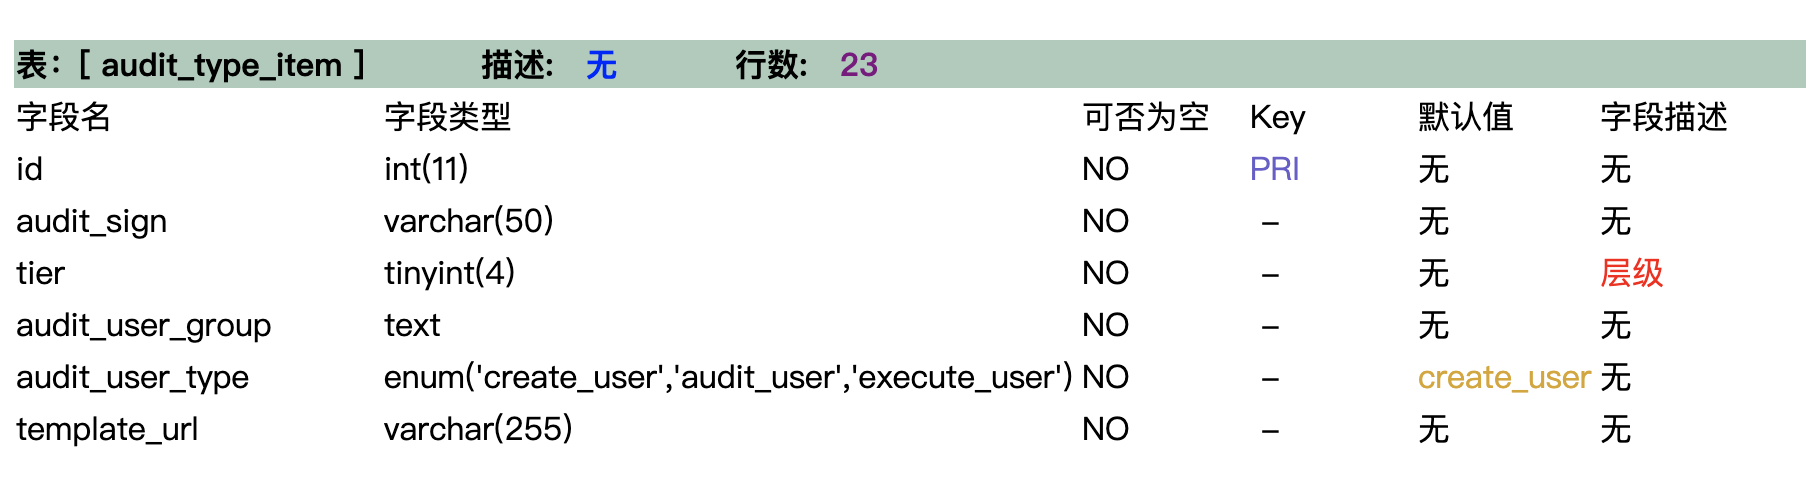 表：[ audit_type_item ] 描述： 无 行数： 23
字段名 字段类型 可否为空 Key 默认值 字段描述
id int(11) NO PRI 无 无
audit_sign varchar(50) NO – 无 无
tier tinyint(4) NO – 无 层级
audit_user_group text NO – 无 无
audit_user_type enum('create_user','audit_user','execute_user') NO – create_user 无
template_url varchar(255) NO – 无 无